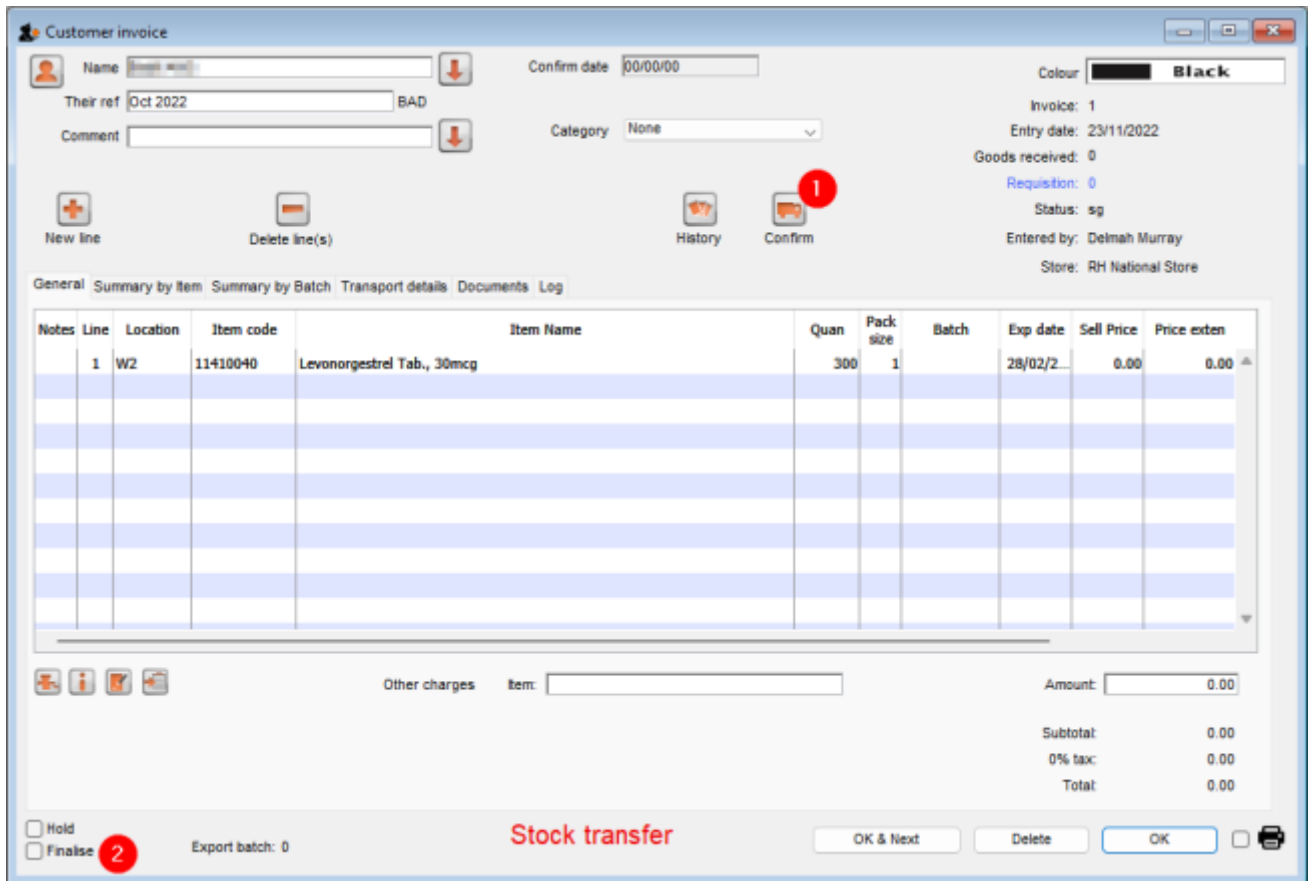 Customer invoice
Name
Confirm date 00/00/00
Colour Black
Their ref Oct 2022 BAD
Invoice: 1
Comment
Category None
Entry date: 23/11/2022
Goods received: 0
Requisition: 0
1
Status: sg
New line Delete line(s) History Confirm
Entered by: Delmah Murray
Store: RH National Store
General Summary by Item Summary by Batch Transport details Documents Log
Notes Line Location Item code Item Name Quan Pack size Batch Exp date Sell Price Price exten
1 W2 11410040 Levonorgestrel Tab., 30mcg 300 1 28/02/2... 0.00 0.00
Other charges Item: Amount: 0.00
Subtotal: 0.00
0% tax: 0.00
Total: 0.00
Hold
Finalise 2 Export batch: 0 Stock transfer OK & Next Delete OK